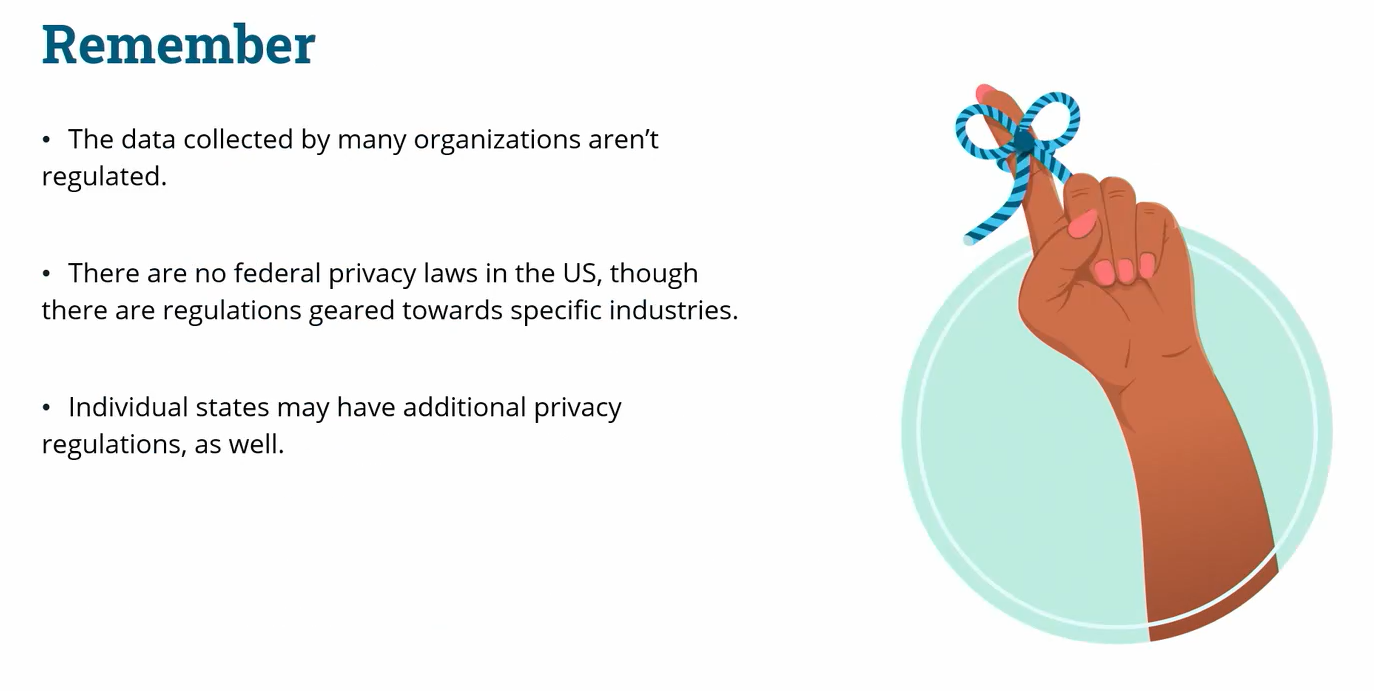 Remember
• The data collected by many organizations aren’t
regulated.
• There are no federal privacy laws in the US, though
there are regulations geared towards specific industries.
• Individual states may have additional privacy
regulations, as well.